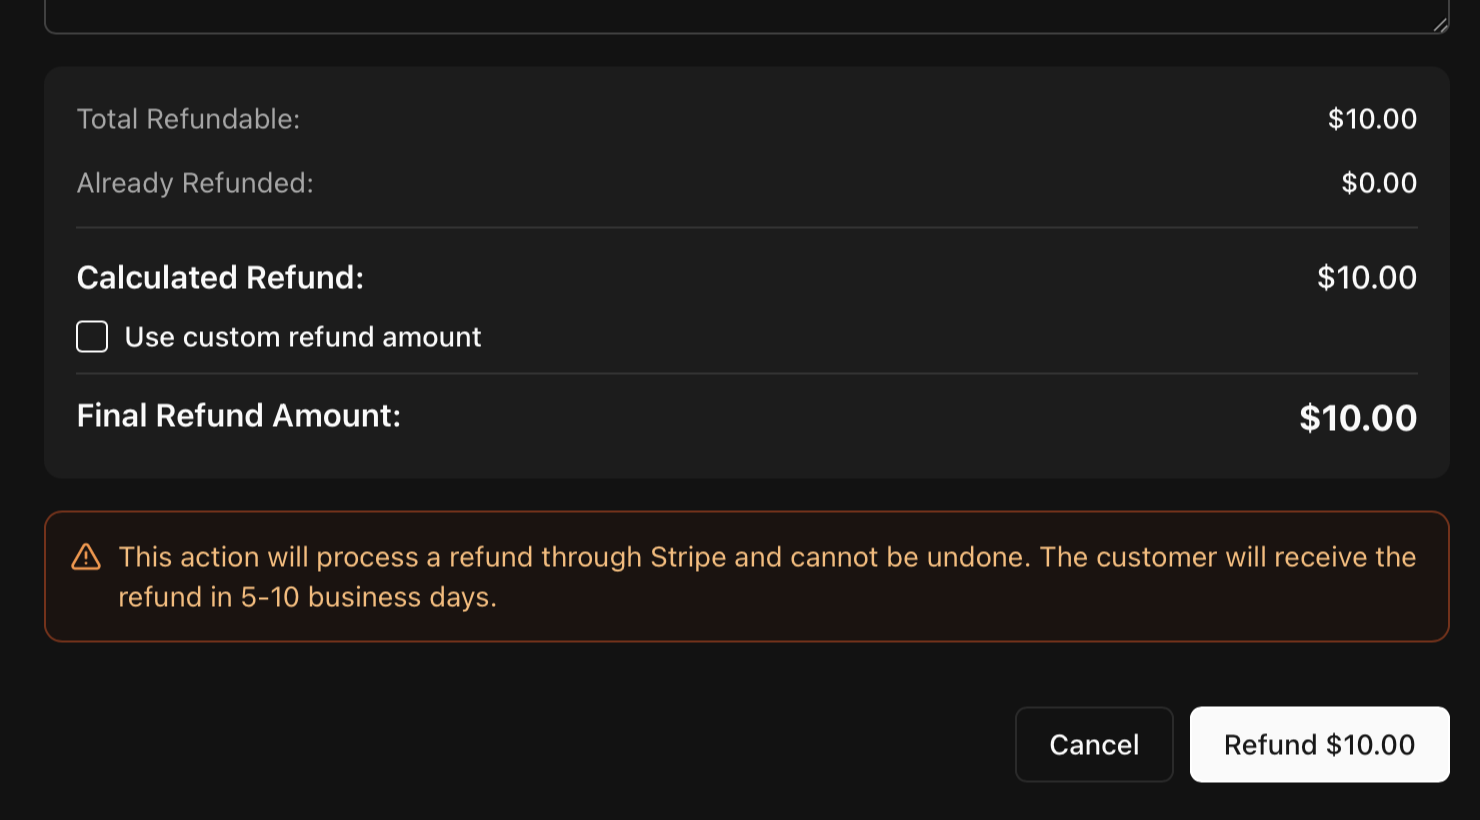 Total Refundable: $10.00
Already Refunded: $0.00
Calculated Refund: $10.00
Use custom refund amount
Final Refund Amount: $10.00
This action will process a refund through Stripe and cannot be undone. The customer will receive the
refund in 5-10 business days.
Cancel Refund $10.00